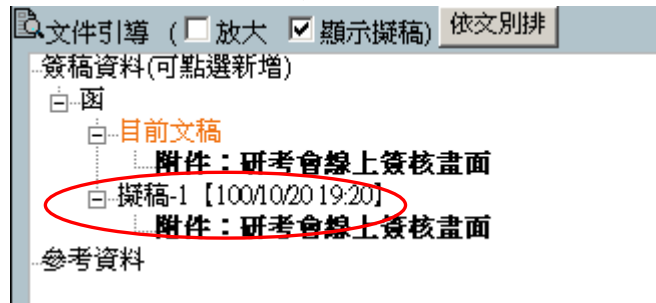 文件引導 (放大 顯示擬稿) 依文別排
簽稿資料(可點選新增)
函
目前文稿
附件：研考會線上簽核畫面
擬稿-1【100/10/20 19:20】
附件：研考會線上簽核畫面
參考資料